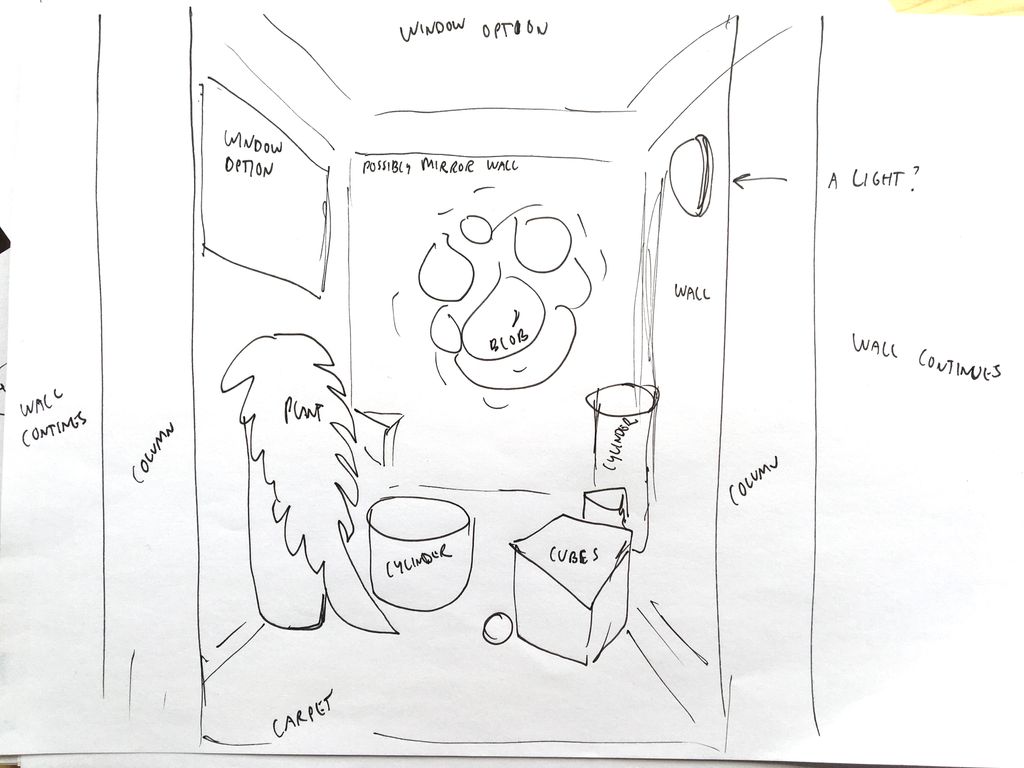 WINDOW OPTION
WINDOW
OPTION
POSSIBLY MIRROR WALL
A LIGHT?
WALL
BLOB
WALL CONTINUES
WALL
CONTINES
PLANT
COLUMN
CYLINDER
COLUMN
CYLINDER
CUBES
CARPET